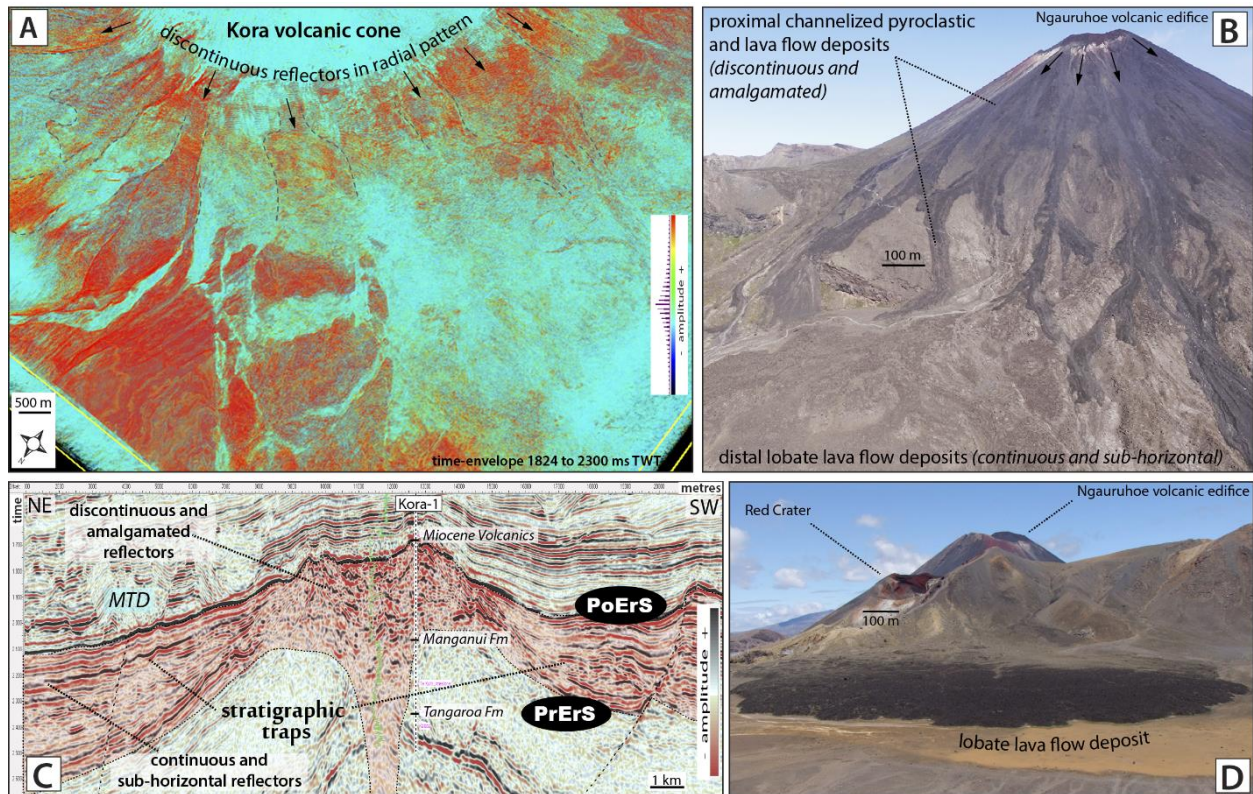 A
Kora volcanic cone
discontinuous reflectors in radial pattern
- amplitude +
500 m
N
time-envelope 1824 to 2300 ms TWT
B
proximal channelized pyroclastic
and lava flow deposits
(discontinuous and
amalgamated)
Ngauruhoe volcanic edifice
100 m
distal lobate lava flow deposits (continuous and sub-horizontal)
metres
time
NE
Kora-1
SW
discontinuous and
amalgamated
reflectors
Miocene Volcanics
MTD
PoErS
Manganui Fm
stratigraphic
traps
PrErS
Tangaroa Fm
continuous and
sub-horizontal reflectors
- amplitude +
1 km
C
Ngauruhoe volcanic edifice
Red Crater
100 m
lobate lava flow deposit
D